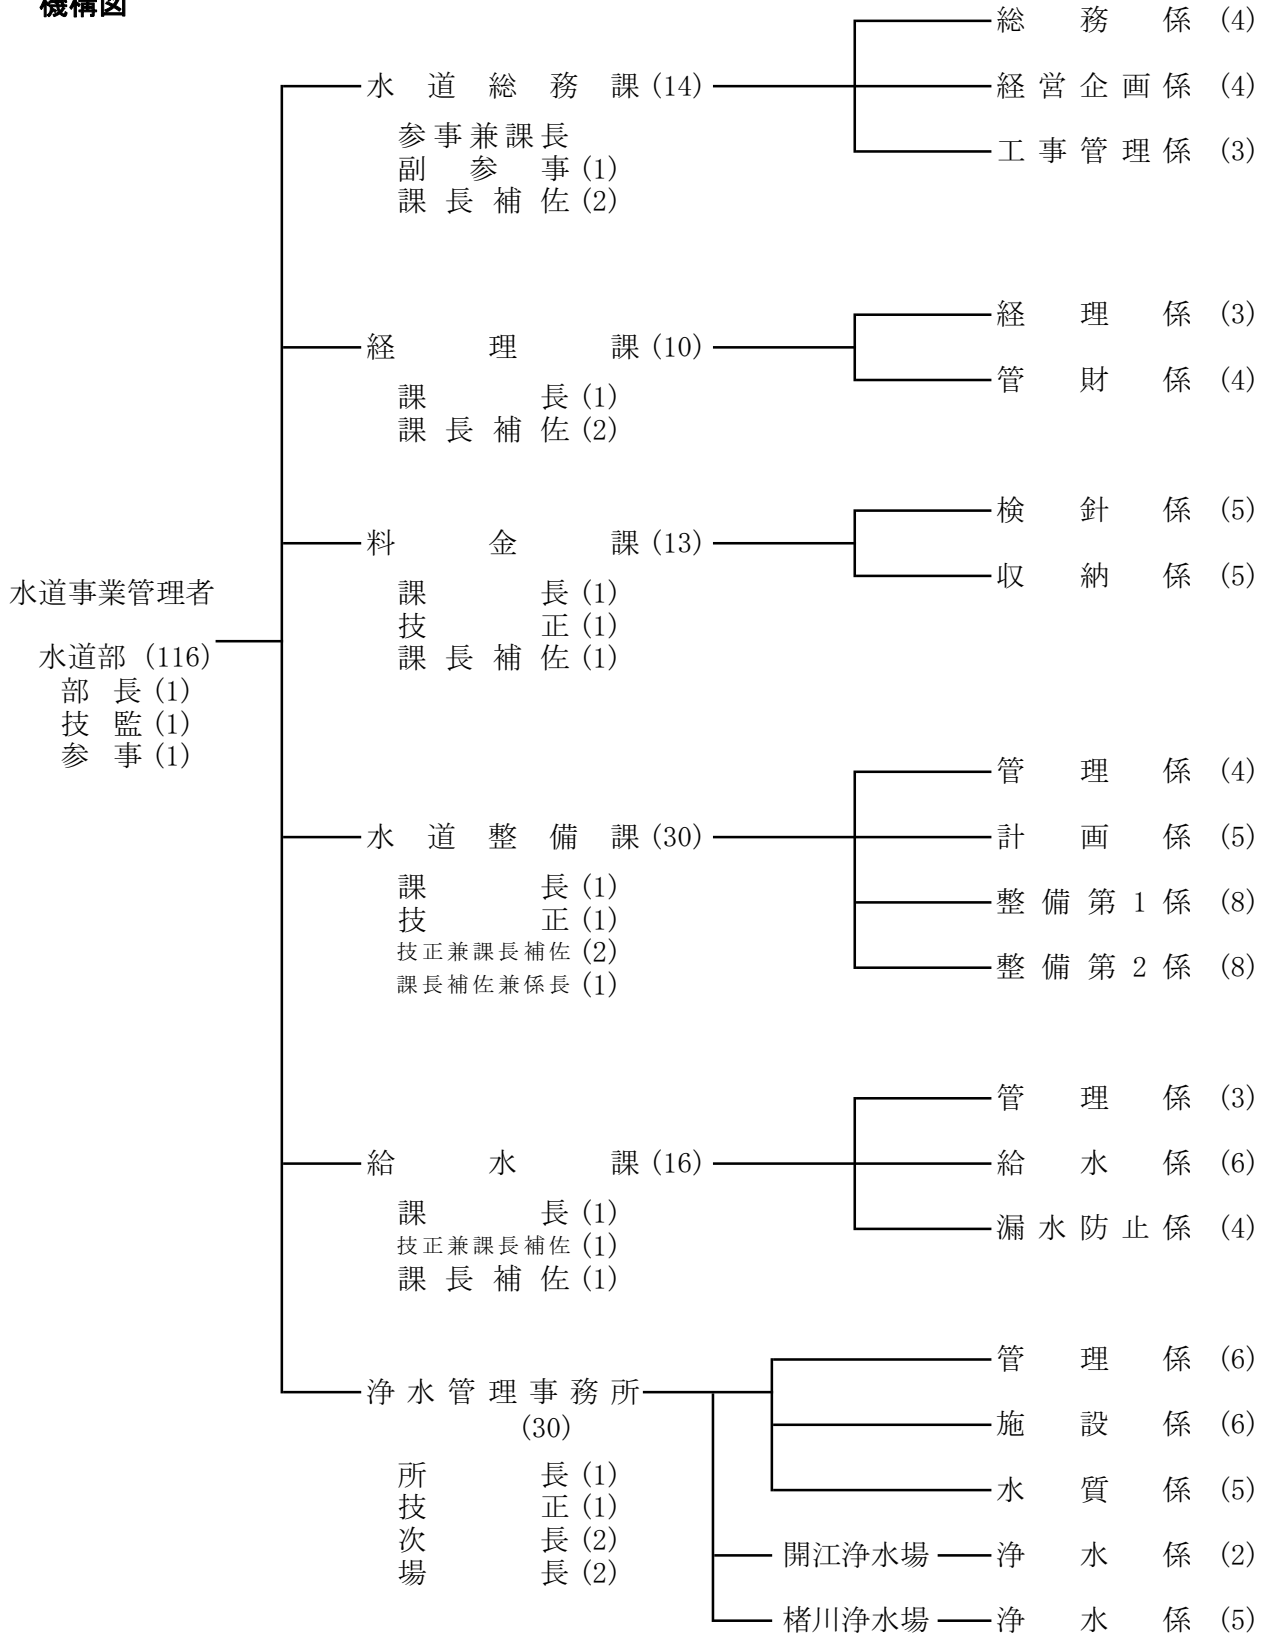 機構図
水道事業管理者
水道部 (116)
部長 (1)
技監 (1)
参事 (1)
水道総務課 (14)
参事兼課長
副参事 (1)
課長補佐 (2)
総務係 (4)
経営企画係 (4)
工事管理係 (3)
経理課 (10)
課長 (1)
課長補佐 (2)
経理係 (3)
管財係 (4)
料金課 (13)
課長 (1)
技正 (1)
課長補佐 (1)
検針係 (5)
収納係 (5)
水道整備課 (30)
課長 (1)
技正 (1)
技正兼課長補佐 (2)
課長補佐兼係長 (1)
管理係 (4)
計画係 (5)
整備第1係 (8)
整備第2係 (8)
給水課 (16)
課長 (1)
技正兼課長補佐 (1)
課長補佐 (1)
管理係 (3)
給水係 (6)
漏水防止係 (4)
浄水管理事務所
(30)
所長 (1)
技正 (1)
次長 (2)
場長 (2)
管理係 (6)
施設係 (6)
水質係 (5)
開江浄水場 浄水係 (2)
楮川浄水場 浄水係 (5)